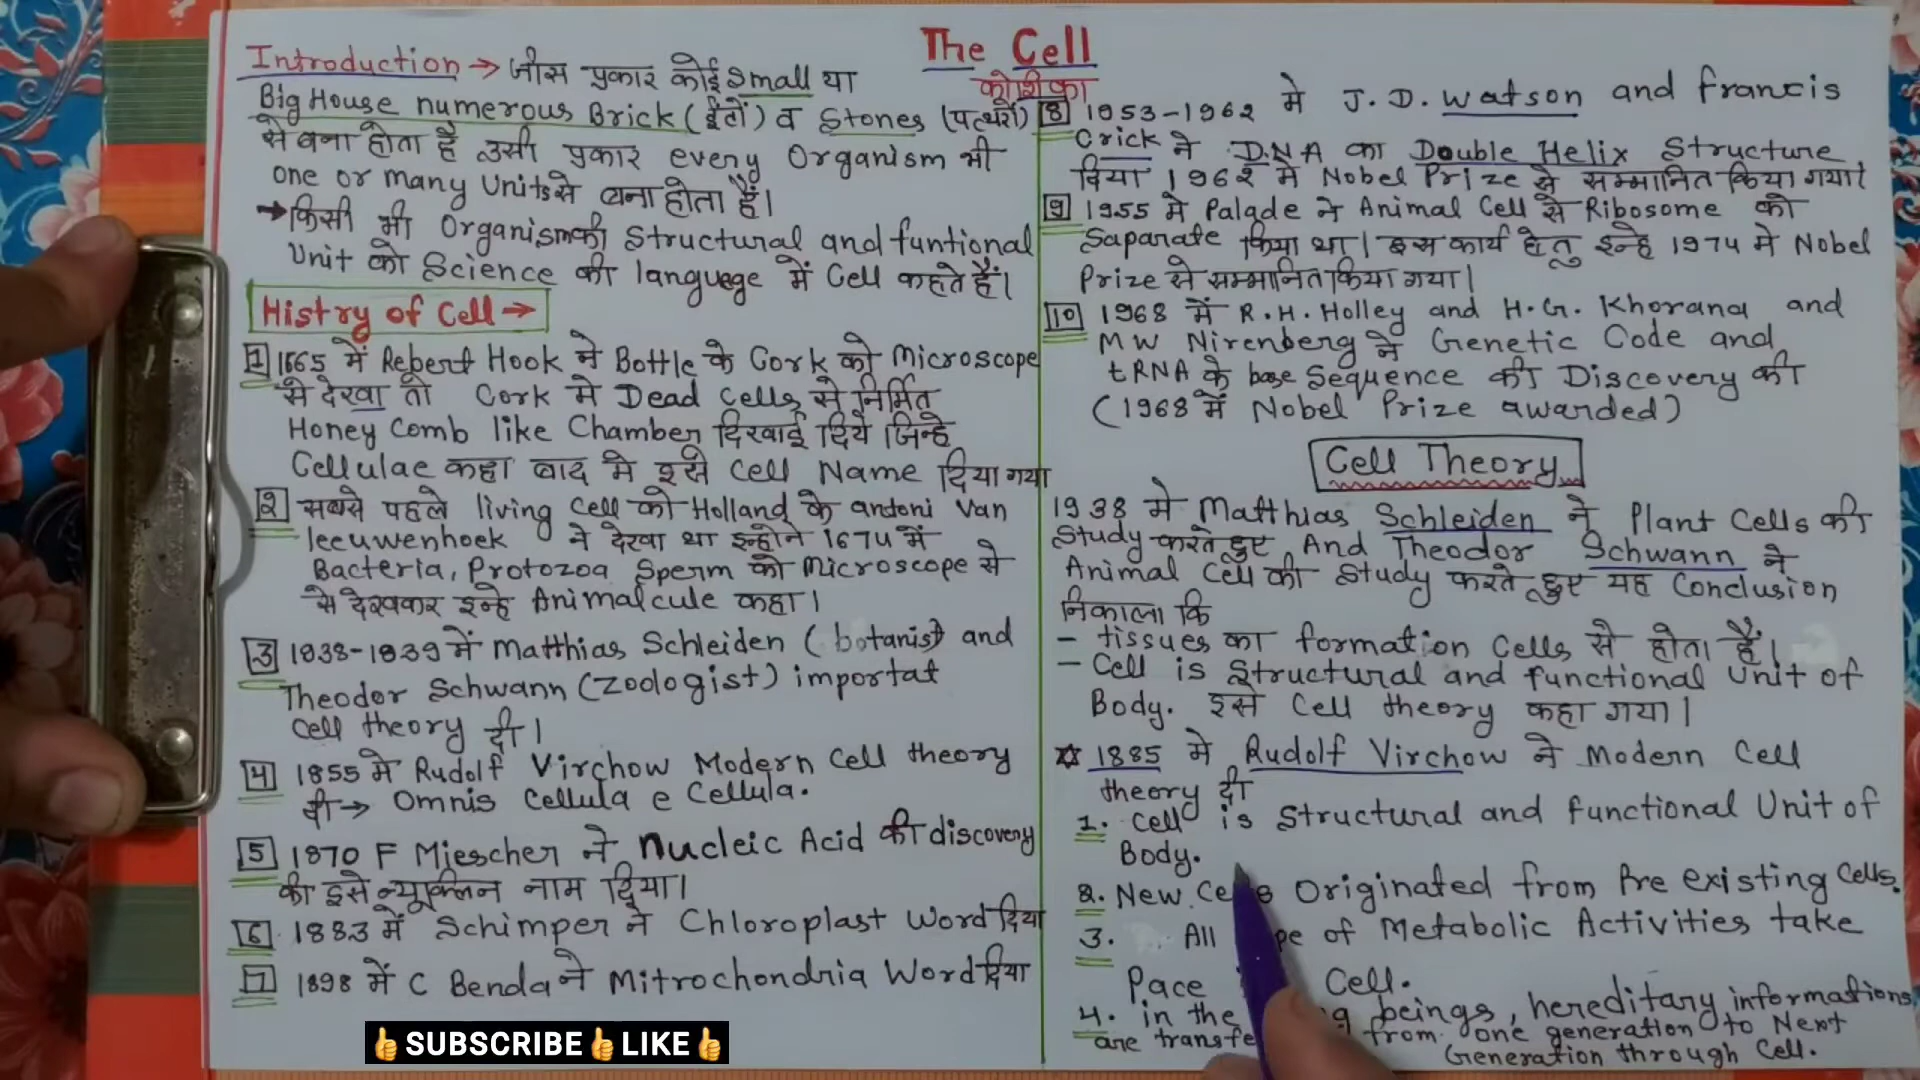 The Cell
कोशिका
Introduction → जीस प्रकार कोई Small या
Big House numerous Brick (ईंटों) व Stones (पत्थरों)
से बना होता है उसी प्रकार every Organism भी
one or many Units से बना होता है।
→ किसी भी Organism की Structural and funtional
Unit को Science की language में Cell कहते हैं।
Histry of Cell →
1 1665 में Rebert Hook ने Bottle के Cork को Microscope
से देखा तो Cork मे Dead Cells से निर्मित
Honey Comb like Chamber दिखाई दिये जिन्हे
Cellulae कहा बाद मे इसे Cell Name दिया गया
2 सबसे पहले living Cell को Holland के antoni Van
leeuwenhoek ने देखा था इन्होने 1674 में
Bacteria, Protozoa Sperm को Microscope से
से देखकर इन्हे Animalcule कहा।
3 1838-1839 में Matthias Schleiden (botanist) and
Theodor Schwann (Zoologist) importat
Cell theory दी।
4 1855 मे Rudolf Virchow Modern Cell theory
दी → Omnis Cellula e Cellula.
5 1870 F Miescher ने Nucleic Acid की discovery
की इसे न्यूक्लिन नाम दिया।
6 1883 में Schimper ने Chloroplast Word दिया
7 1898 में C Benda ने Mitrochondria Word दिया
8 1953-1962 मे J.D. Watson and Francis
Crick ने D.N.A का Double Helix Structure
दिया 1962 मे Nobel Prize से सम्मानित किया गया।
9 1955 मे Palade ने Animal Cell से Ribosome को
Saparate किया था। इस कार्य हेतु इन्हे 1974 मे Nobel
Prize से सम्मानित किया गया।
10 1968 में R.H. Holley and H.G. Khorana and
MW Nirenberg ने Genetic Code and
tRNA के base Sequence की Discovery की
(1968 में Nobel Prize awarded)
Cell Theory
1938 मे Matthias Schleiden ने Plant Cells की
Study करते हुए And Theodor Schwann ने
Animal Cell की Study करते हुए यह Conclusion
निकाला कि
- tissues का formation Cells से होता है।
- Cell is Structural and functional Unit of
Body. इसे Cell theory कहा गया।
☆ 1885 मे Rudolf Virchow ने Modern Cell
theory दी
1. Cell is Structural and functional Unit of
Body.
2. New Originated from Pre existing Cells.
3. All of Metabolic Activities take
Pace Cell.
4. in the beings, hereditary informations
are from one generation to Next
Generation through Cell.
👍SUBSCRIBE👍LIKE👍